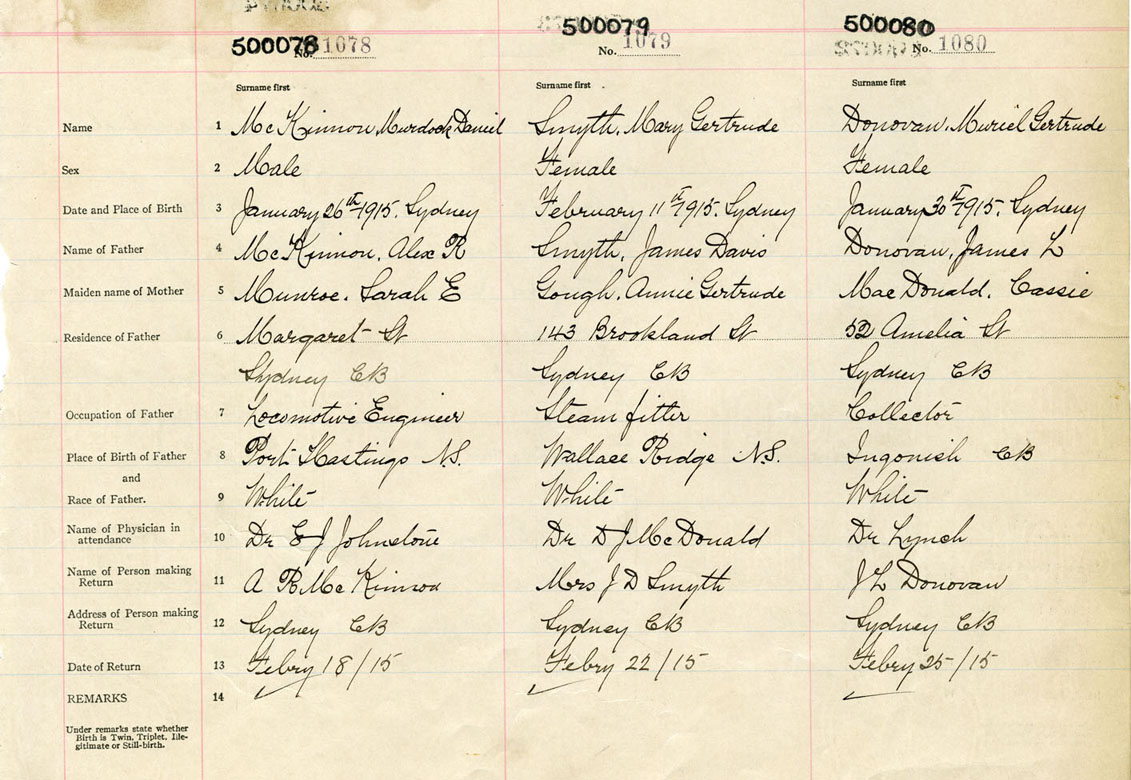 500078 500079 500080
No. 1078 No. 1079 No. 1080
Surname first Surname first Surname first
Name 1 McKinnon, Murdock Daniel Smyth, Mary Gertrude Donovan, Muriel Gertrude
Sex 2 Male Female Female
Date and Place of Birth 3 January 26th 1915. Sydney February 11th 1915. Sydney January 30th 1915. Sydney
Name of Father 4 McKinnon, Alex R Smyth, James Davis Donovan, James L
Maiden name of Mother 5 Munroe. Sarah E Gough, Annie Gertrude MacDonald. Cassie
Residence of Father 6 Margaret St 143 Brookland St 52 Amelia St
Sydney CB Sydney CB Sydney CB
Occupation of Father 7 Locomotive Engineer Steam fitter Collector
Place of Birth of Father 8 Port Hastings N.S. Wallace Ridge N.S. Ingonish CB
and
Race of Father. 9 White White White
Name of Physician in
attendance 10 Dr E J Johnstone Dr D J McDonald Dr Lynch
Name of Person making
Return 11 A R McKinnon Mrs J D Smyth J L Donovan
Address of Person making
Return 12 Sydney CB Sydney CB Sydney CB
Date of Return 13 Febry 18/15 Febry 22/15 Febry 25/15
REMARKS 14
Under remarks state whether
Birth is Twin, Triplet, Ille-
gitimate or Still-birth.